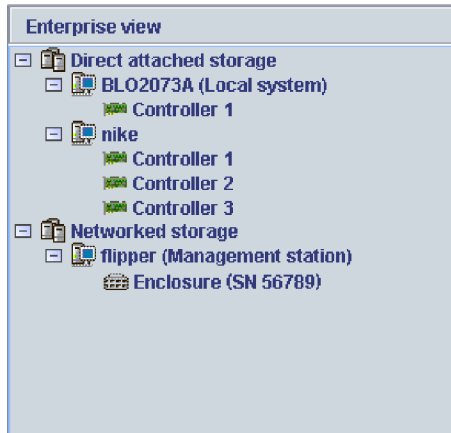 Enterprise view
Direct attached storage
BLO2073A (Local system)
Controller 1
nike
Controller 1
Controller 2
Controller 3
Networked storage
flipper (Management station)
Enclosure (SN 56789)